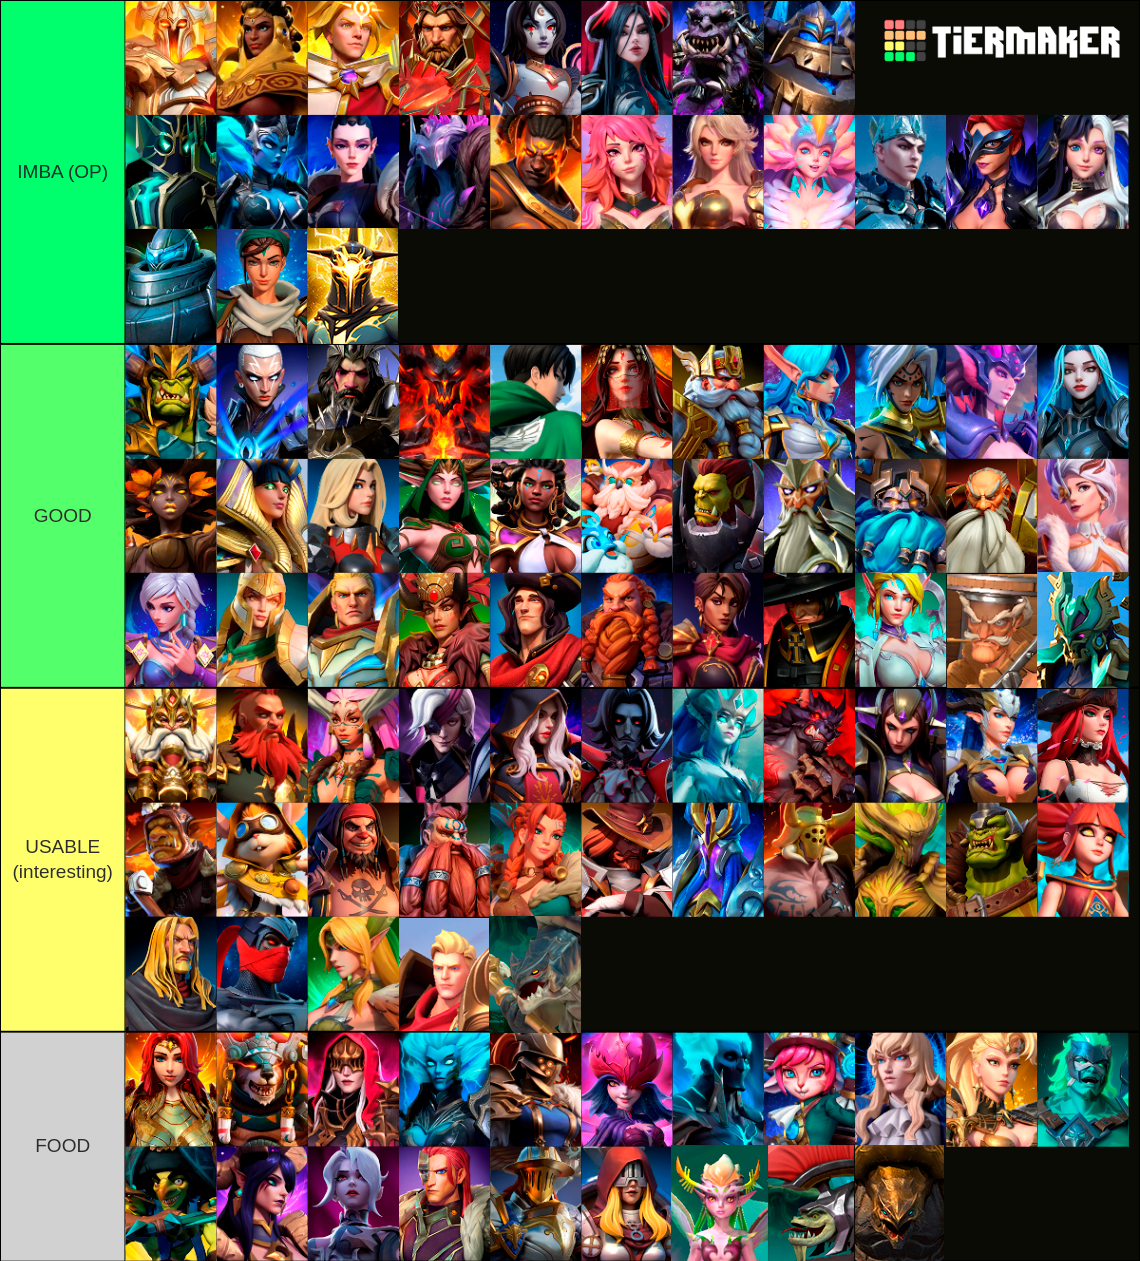 TIERMAKER
IMBA (OP)
GOOD
USABLE
(interesting)
FOOD